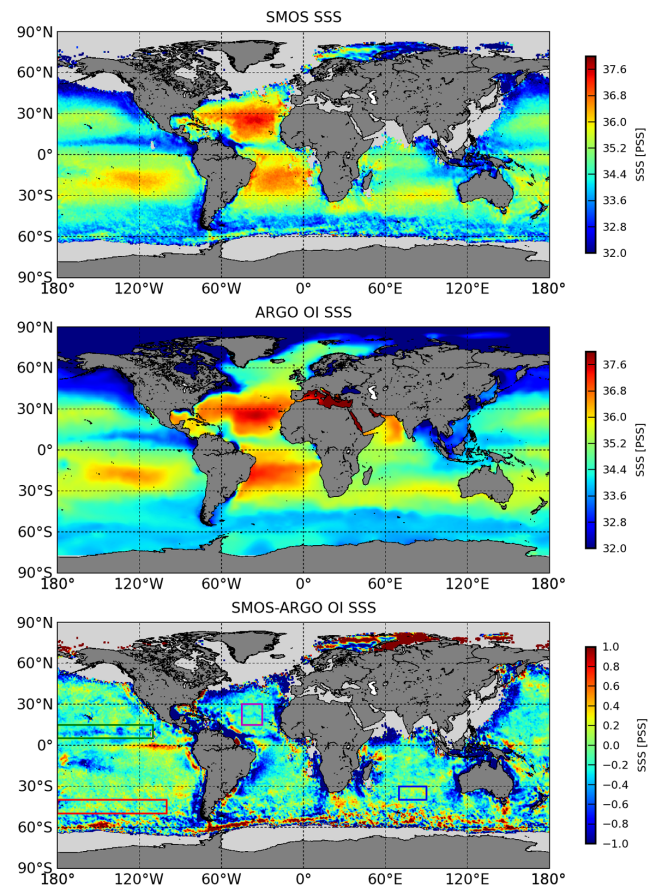 SMOS SSS
90°N
60°N
30°N
0°
30°S
60°S
90°S
180° 120°W 60°W 0° 60°E 120°E 180°
37.6
36.8
36.0
35.2
34.4
33.6
32.8
32.0
SSS [PSS]
ARGO OI SSS
90°N
60°N
30°N
0°
30°S
60°S
90°S
180° 120°W 60°W 0° 60°E 120°E 180°
37.6
36.8
36.0
35.2
34.4
33.6
32.8
32.0
SSS [PSS]
SMOS-ARGO OI SSS
90°N
60°N
30°N
0°
30°S
60°S
90°S
180° 120°W 60°W 0° 60°E 120°E 180°
1.0
0.8
0.6
0.4
0.2
0.0
−0.2
−0.4
−0.6
−0.8
−1.0
SSS [PSS]